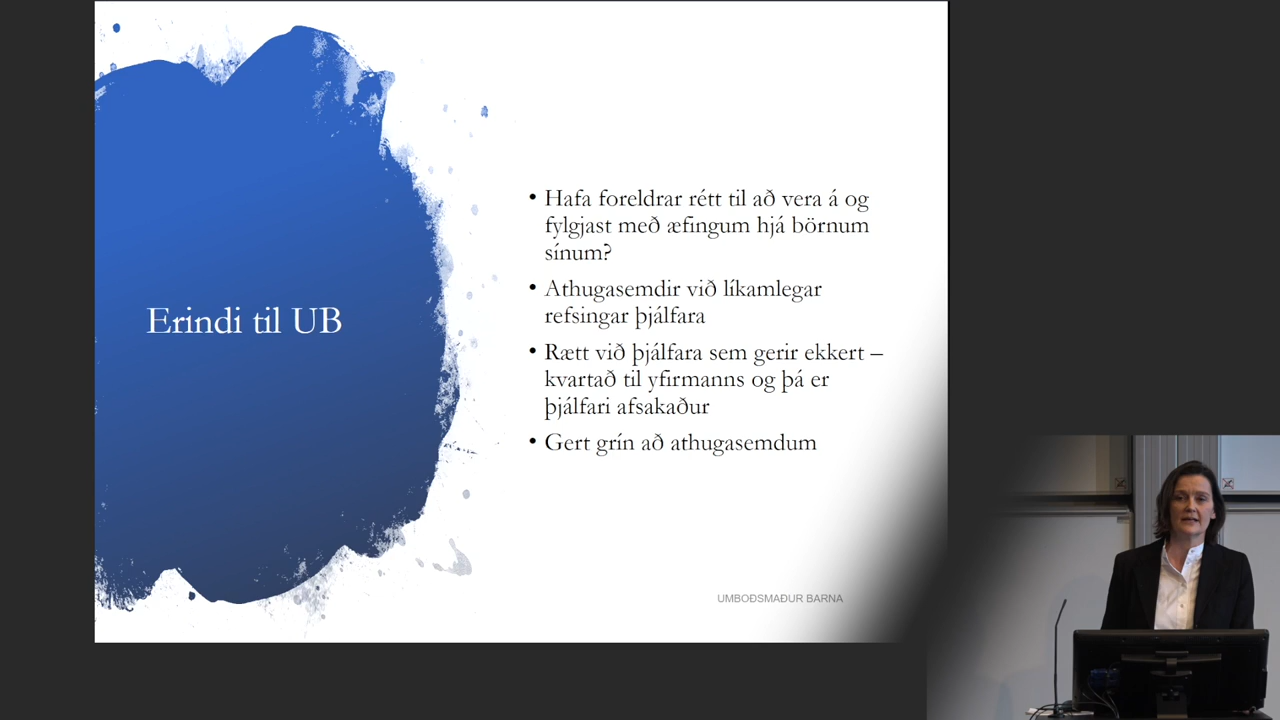 Erindi til UB
• Hafa foreldrar rétt til að vera á og
fylgjast með æfingum hjá börnum
sínum?
• Athugasemdir við líkamlegar
refsingar þjálfara
• Rætt við þjálfara sem gerir ekkert –
kvartað til yfirmanns og þá er
þjálfari afsakaður
• Gert grín að athugasemdum
UMBOÐSMAÐUR BARNA